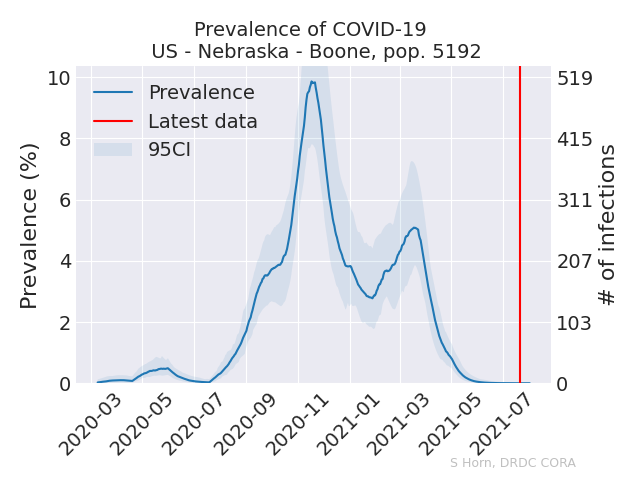 Prevalence of COVID-19
US - Nebraska - Boone, pop. 5192
Prevalence
Latest data
95CI
Prevalence (%)
10
8
6
4
2
0
519
415
311
207
103
0
# of infections
2020-03
2020-05
2020-07
2020-09
2020-11
2021-01
2021-03
2021-05
2021-07
S Horn, DRDC CORA